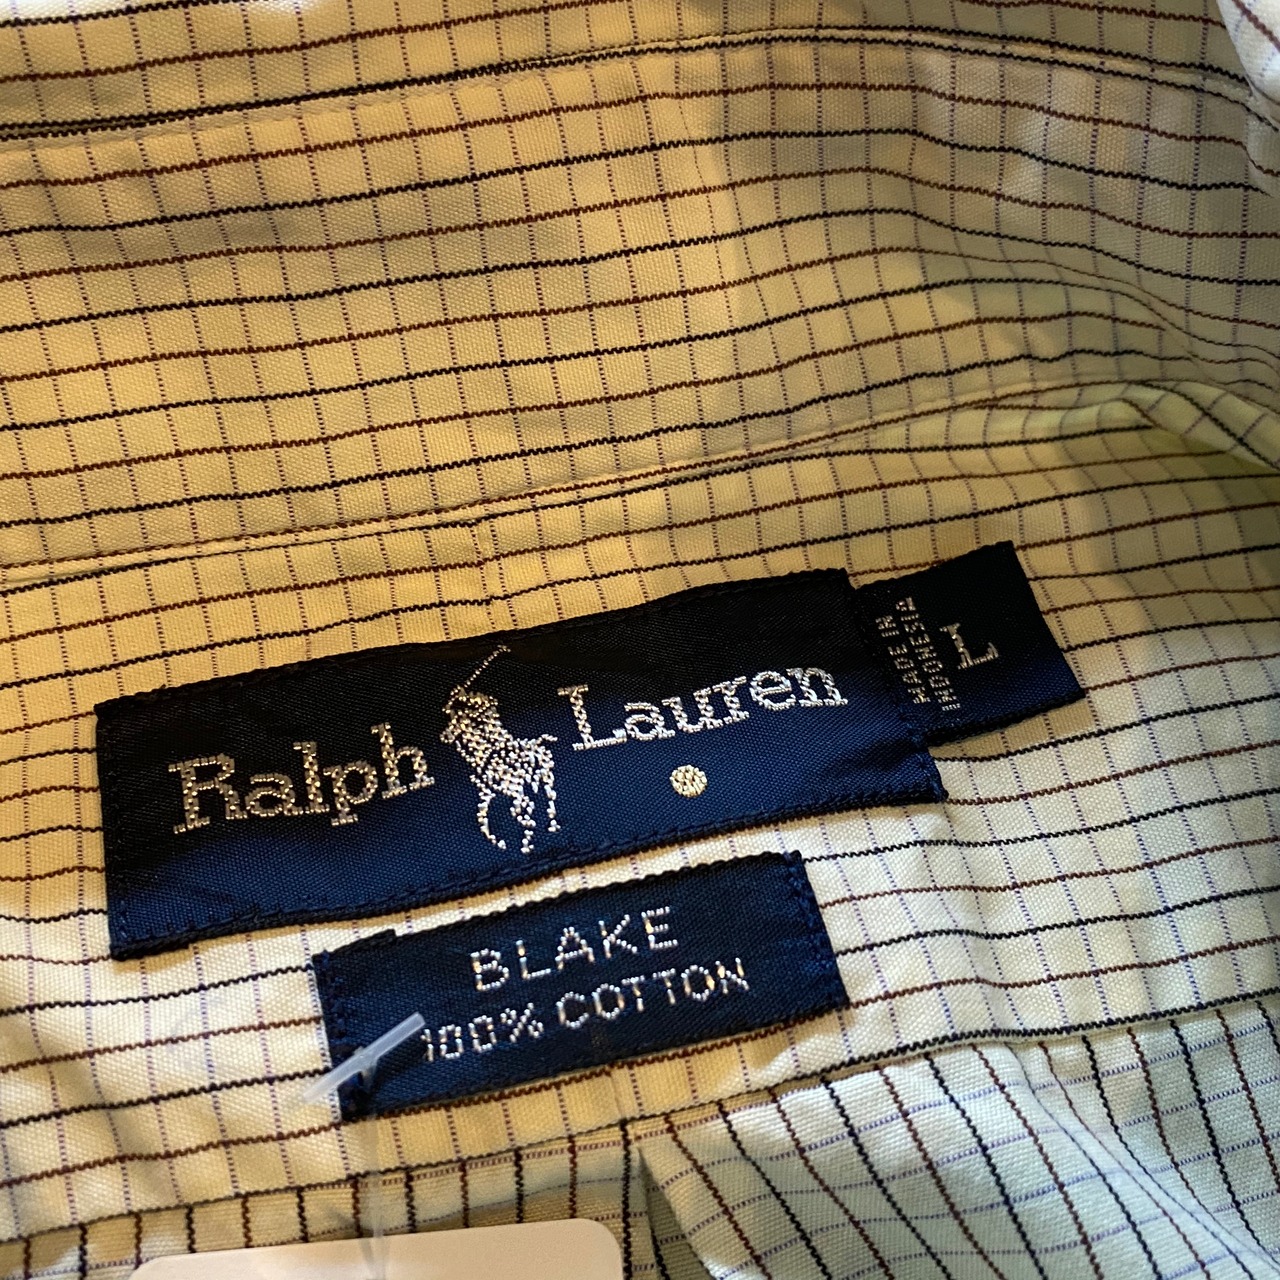 Ralph Lauren
MADE IN
INDONESIA
L
BLAKE
100% COTTON